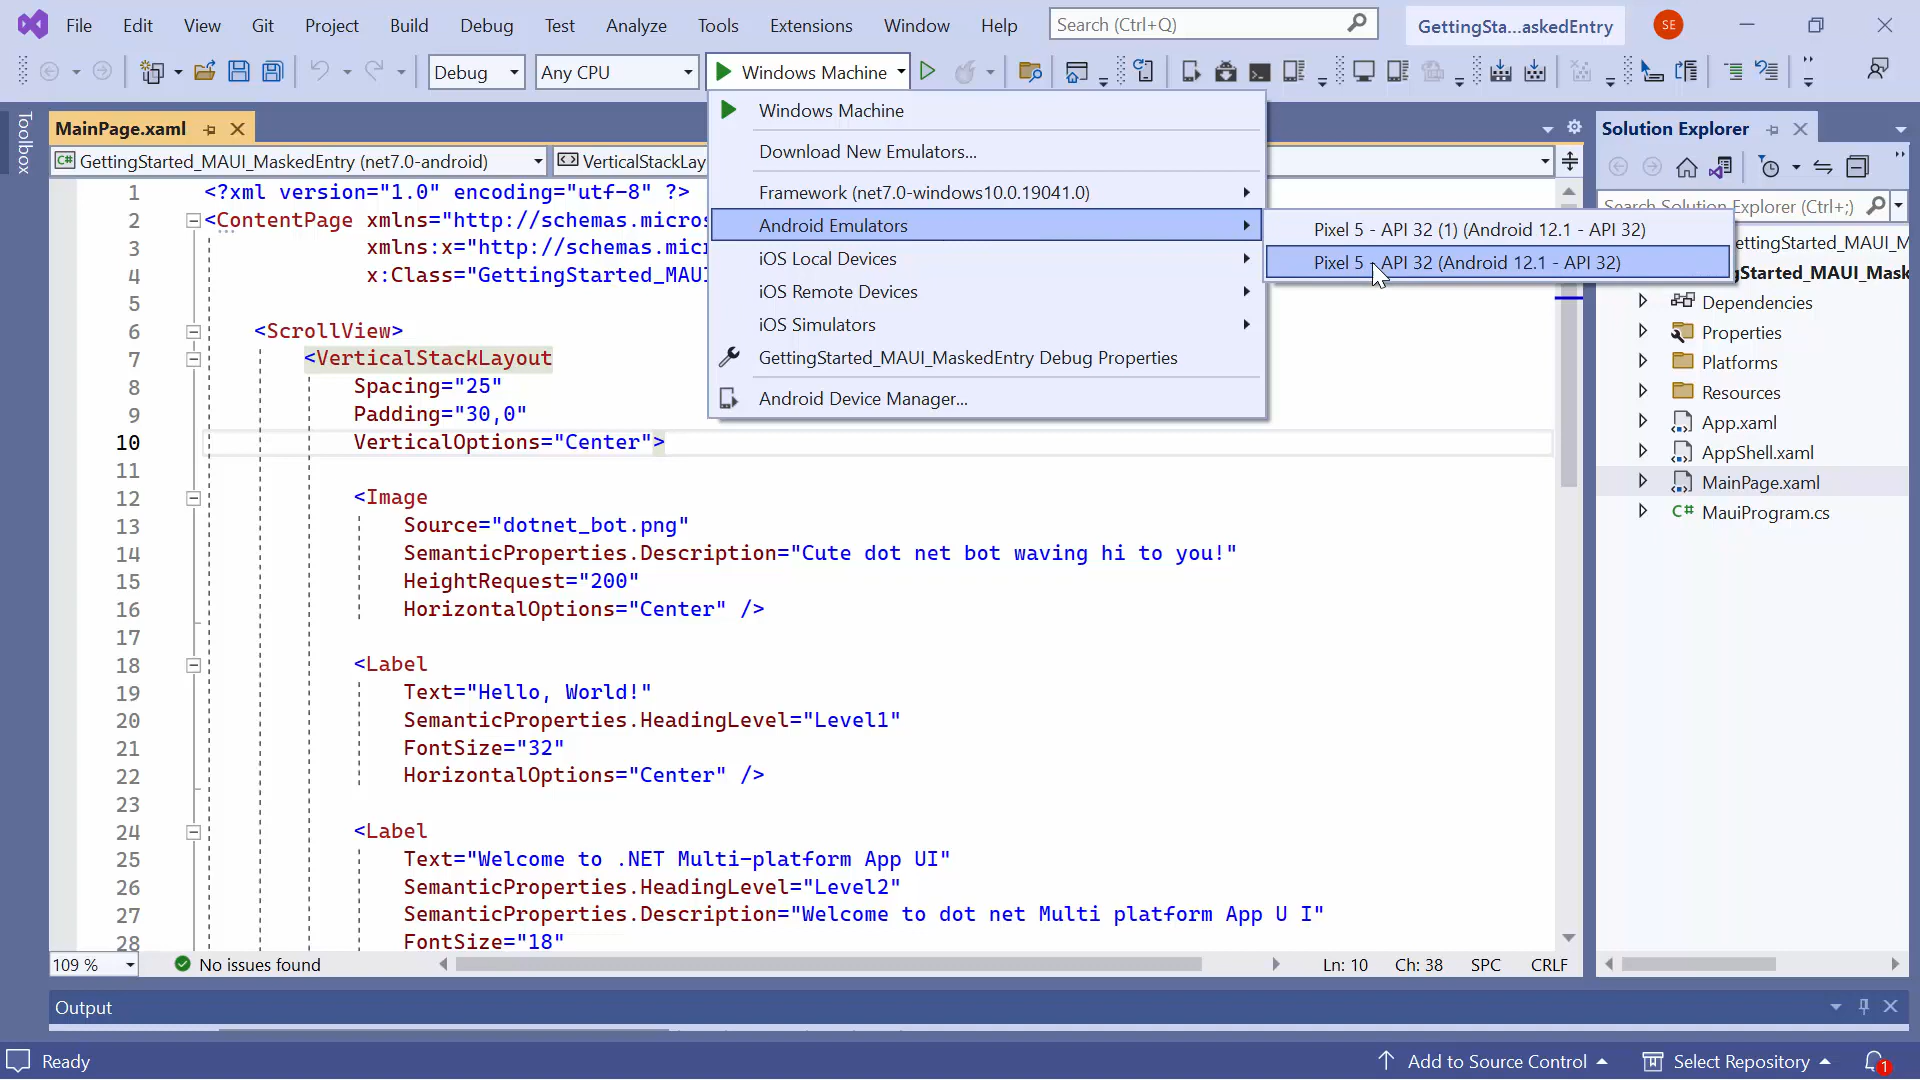 File Edit View Git Project Build Debug Test Analyze Tools Extensions Window Help Search (Ctrl+Q) GettingSta...askedEntry SE
Debug Any CPU Windows Machine
Toolbox
MainPage.xaml
GettingStarted_MAUI_MaskedEntry (net7.0-android) VerticalStackLay
Windows Machine
Download New Emulators...
Framework (net7.0-windows10.0.19041.0)
Android Emulators
iOS Local Devices
iOS Remote Devices
iOS Simulators
GettingStarted_MAUI_MaskedEntry Debug Properties
Android Device Manager...
Pixel 5 - API 32 (1) (Android 12.1 - API 32)
Pixel 5 - API 32 (Android 12.1 - API 32)
1 <?xml version="1.0" encoding="utf-8" ?>
2 <ContentPage xmlns="http://schemas.micros
3 xmlns:x="http://schemas.mic
4 x:Class="GettingStarted_MAU
5
6 <ScrollView>
7 <VerticalStackLayout
8 Spacing="25"
9 Padding="30,0"
10 VerticalOptions="Center">
11
12 <Image
13 Source="dotnet_bot.png"
14 SemanticProperties.Description="Cute dot net bot waving hi to you!"
15 HeightRequest="200"
16 HorizontalOptions="Center" />
17
18 <Label
19 Text="Hello, World!"
20 SemanticProperties.HeadingLevel="Level1"
21 FontSize="32"
22 HorizontalOptions="Center" />
23
24 <Label
25 Text="Welcome to .NET Multi-platform App UI"
26 SemanticProperties.HeadingLevel="Level2"
27 SemanticProperties.Description="Welcome to dot net Multi platform App U I"
28 FontSize="18"
109 % No issues found Ln: 10 Ch: 38 SPC CRLF
Solution Explorer
Search Solution Explorer (Ctrl+;)
ettingStarted_MAUI_M
gStarted_MAUI_Mask
Dependencies
Properties
Platforms
Resources
App.xaml
AppShell.xaml
MainPage.xaml
C# MauiProgram.cs
Output
Ready Add to Source Control Select Repository 1